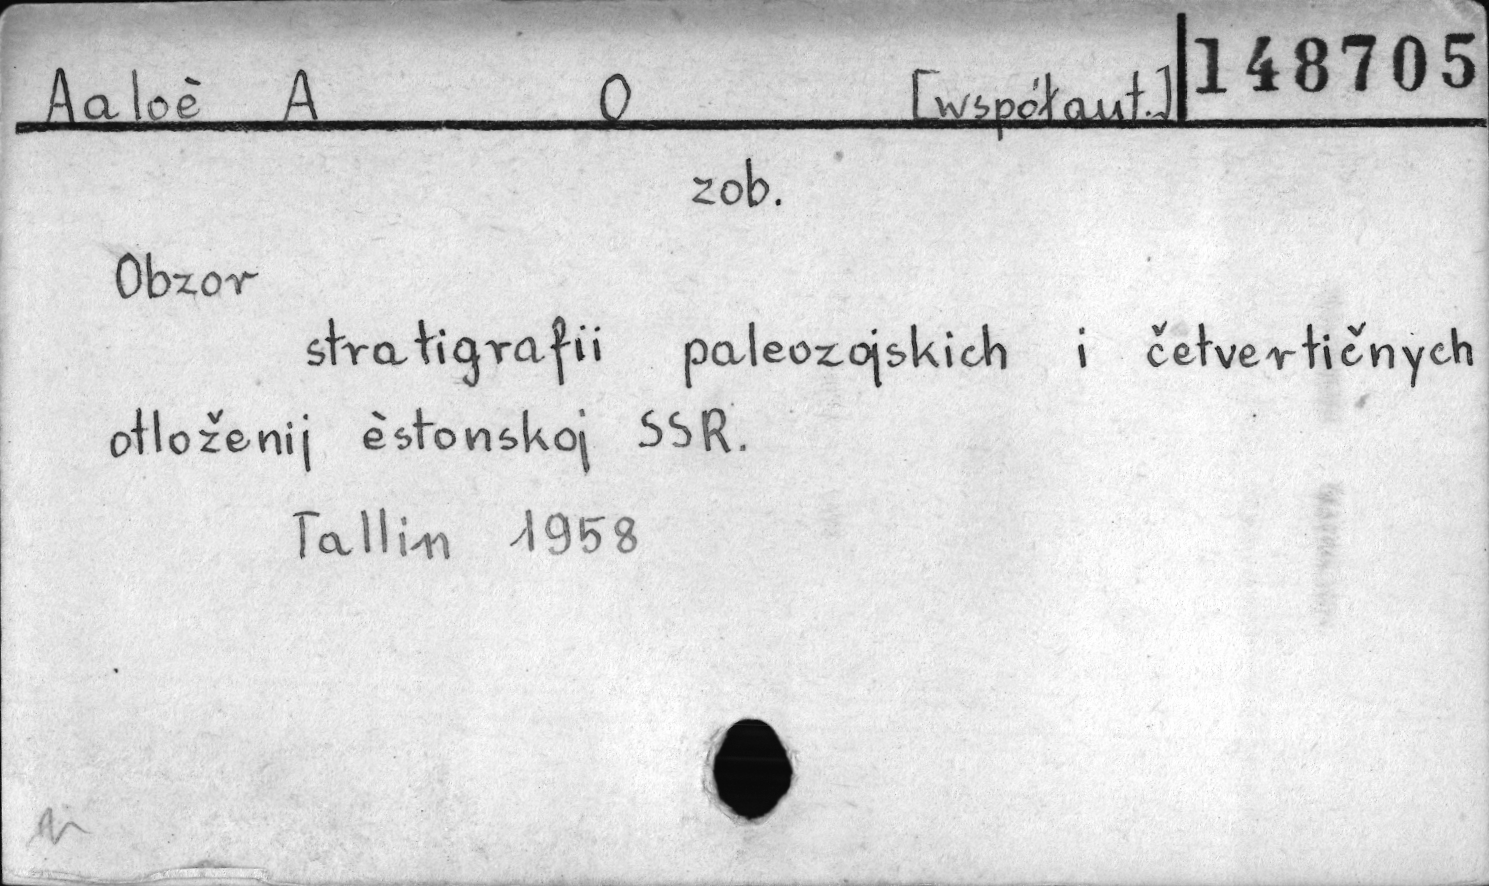 Aaloè A O [współaut.] 148705
zob.
Obzor
stratigrafii paleozojskich i četvertičnych
otloženij èstonskoj SSR.
Tallin 1958